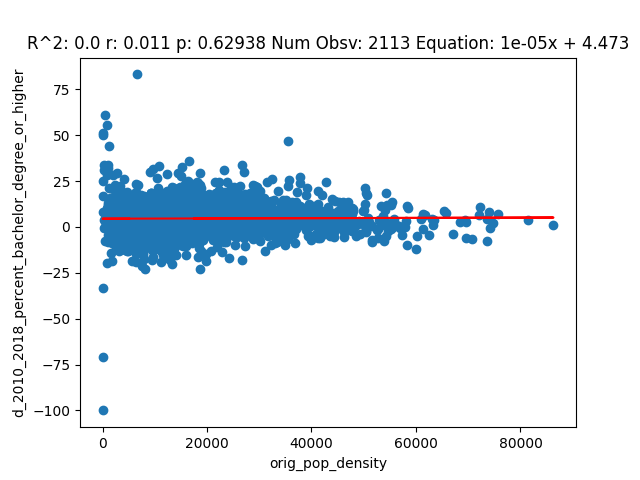 R^2: 0.0 r: 0.011 p: 0.62938 Num Obsv: 2113 Equation: 1e-05x + 4.473
d_2010_2018_percent_bachelor_degree_or_higher
75
50
25
0
−25
−50
−75
−100
0 20000 40000 60000 80000
orig_pop_density